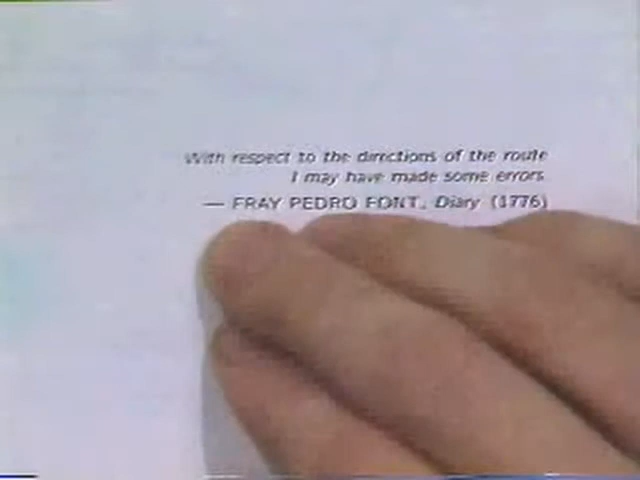 With respect to the directions of the route
I may have made some errors.
— FRAY PEDRO FONT, Diary (1776)